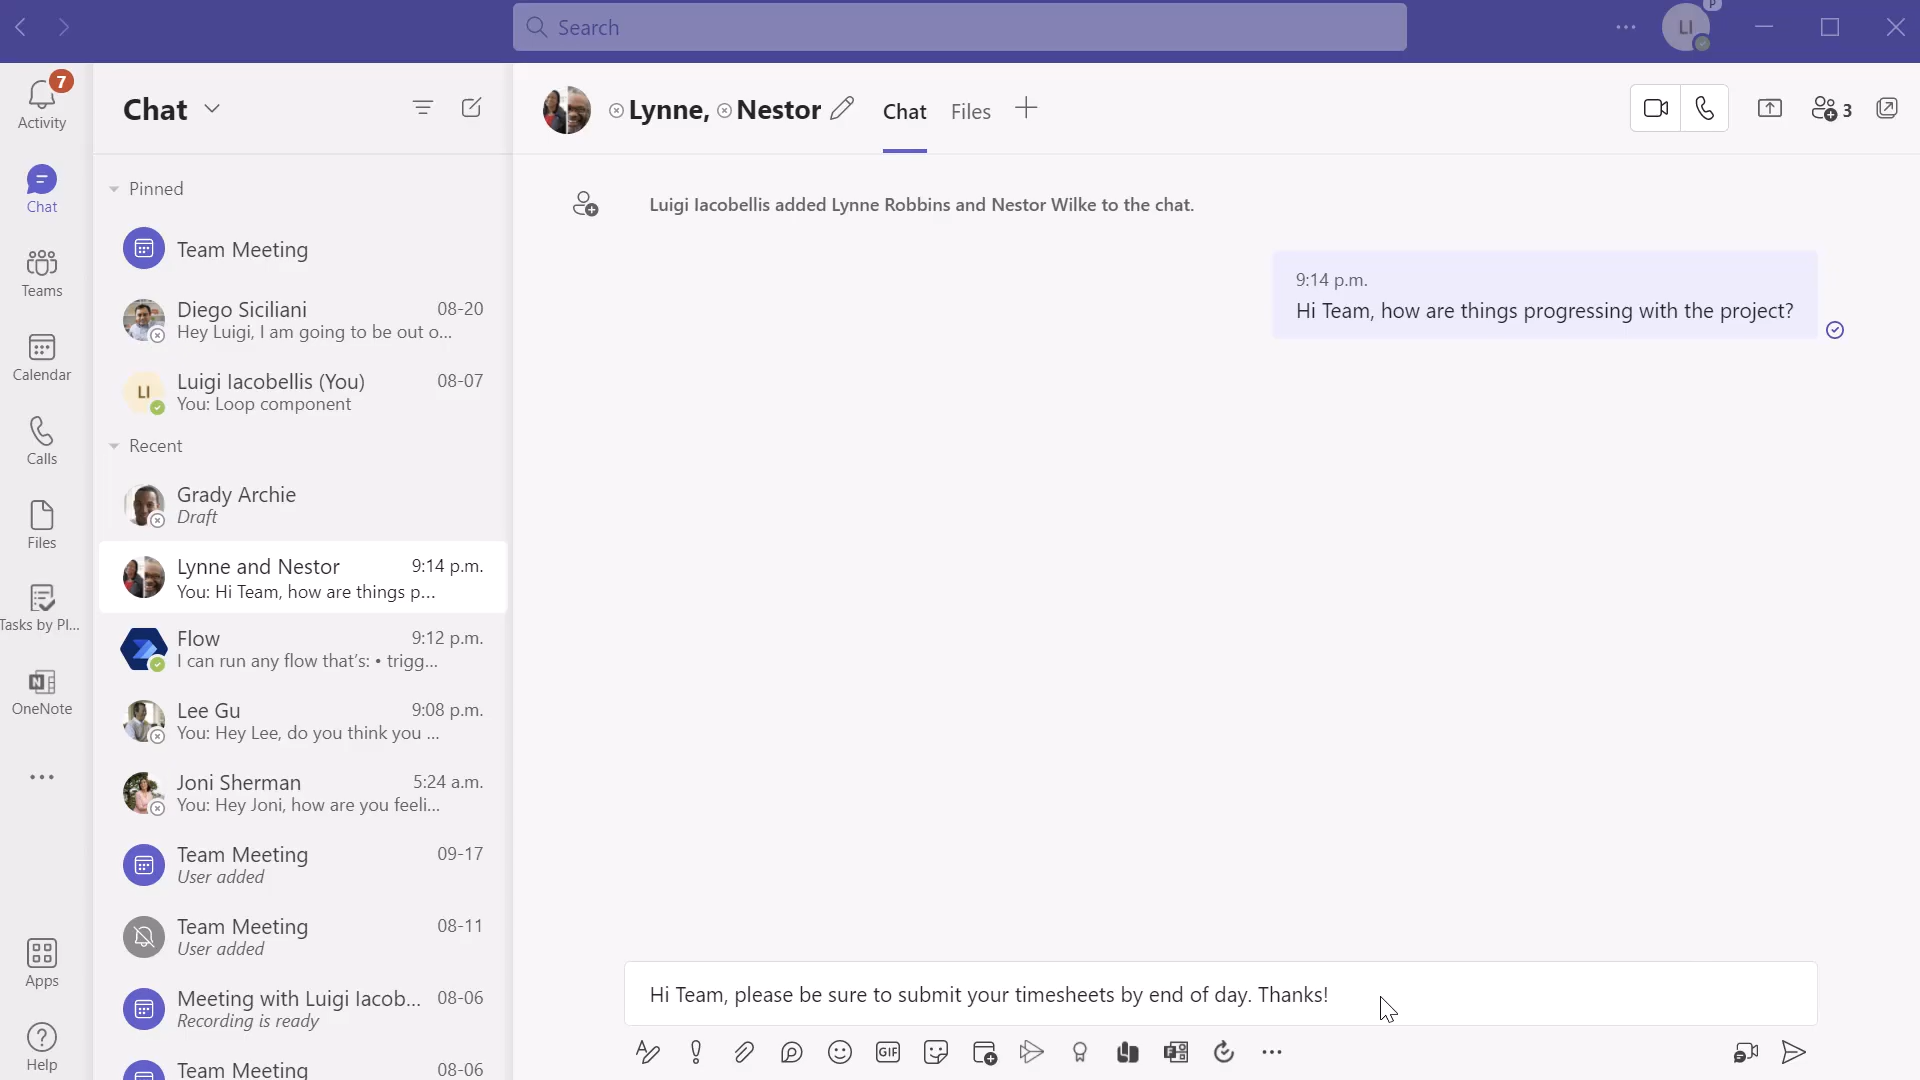 Search
LI
P
7
Activity
Chat
Teams
Calendar
Calls
Files
Tasks by Pl...
OneNote
Apps
Help
Chat
Pinned
Team Meeting
Diego Siciliani 08-20
Hey Luigi, I am going to be out o...
LI
Luigi Iacobellis (You) 08-07
You: Loop component
Recent
Grady Archie
Draft
Lynne and Nestor 9:14 p.m.
You: Hi Team, how are things p...
Flow 9:12 p.m.
I can run any flow that's: • trigg...
Lee Gu 9:08 p.m.
You: Hey Lee, do you think you ...
Joni Sherman 5:24 a.m.
You: Hey Joni, how are you feeli...
Team Meeting 09-17
User added
Team Meeting 08-11
User added
Meeting with Luigi Iacob... 08-06
Recording is ready
Team Meeting 08-06
Lynne, Nestor Chat Files 3
Luigi Iacobellis added Lynne Robbins and Nestor Wilke to the chat.
9:14 p.m.
Hi Team, how are things progressing with the project?
Hi Team, please be sure to submit your timesheets by end of day. Thanks!
GIF